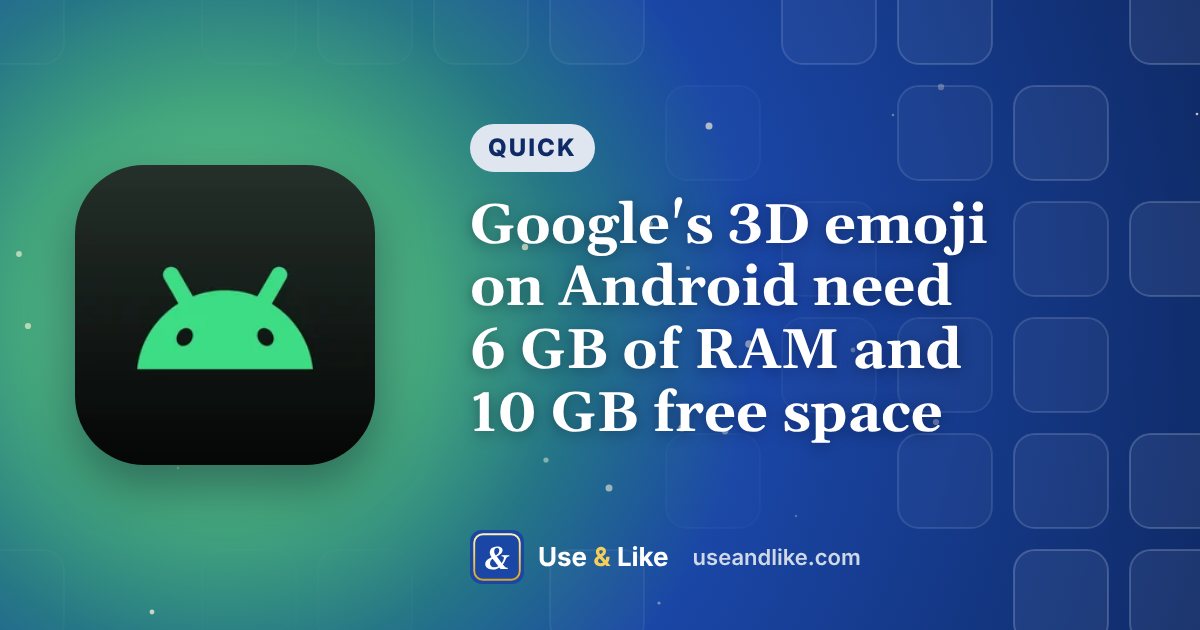 QUICK
Google's 3D emoji
on Android need
6 GB of RAM and
10 GB free space
& Use & Like useandlike.com